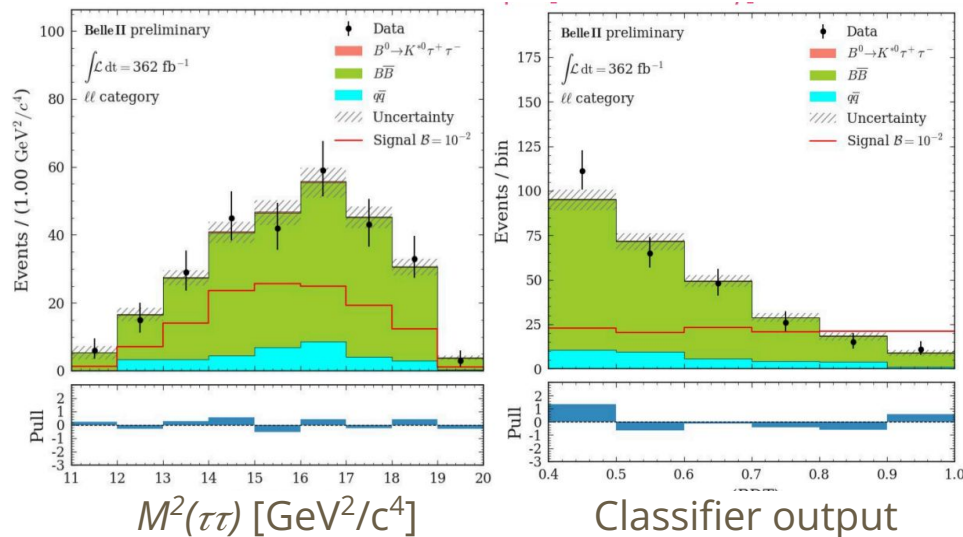 Belle II preliminary
∫ℒ dt = 362 fb⁻¹
ℓℓ category
Data
B⁰→K*⁰τ⁺τ⁻
BB̅
qq̅
Uncertainty
Signal ℬ = 10⁻²
Events / (1.00 GeV²/c⁴)
100
80
60
40
20
0
Pull
2
1
0
-1
-2
-3
11 12 13 14 15 16 17 18 19 20
M²(ττ) [GeV²/c⁴]
Belle II preliminary
∫ℒ dt = 362 fb⁻¹
ℓℓ category
Data
B⁰→K*⁰τ⁺τ⁻
BB̅
qq̅
Uncertainty
Signal ℬ = 10⁻²
Events / bin
175
150
125
100
75
50
25
0
Pull
2
1
0
-1
-2
-3
0.4 0.5 0.6 0.7 0.8 0.9 1.0
Classifier output